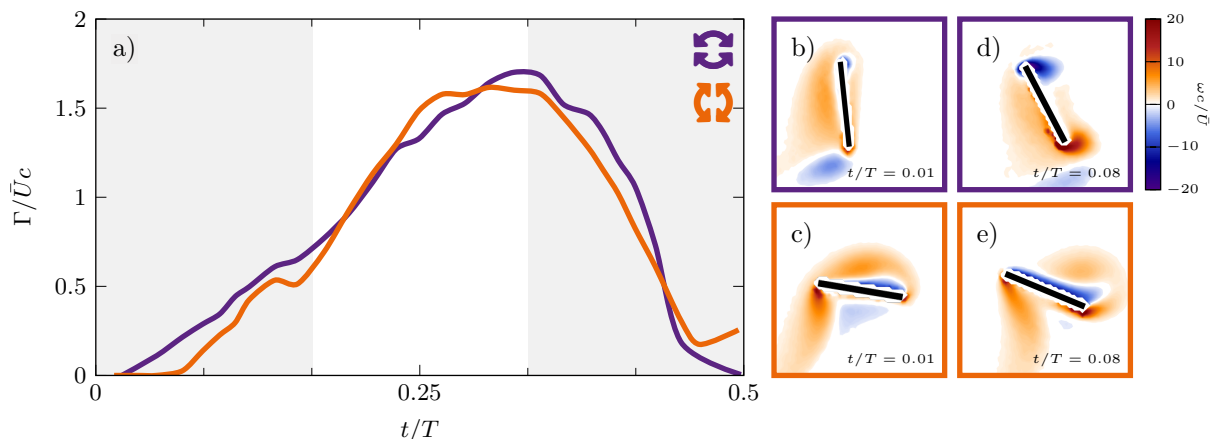 a)
2
1.5
1
0.5
0
Γ/Ūc
0
0.25
0.5
t/T
b)
t/T = 0.01
d)
t/T = 0.08
c)
t/T = 0.01
e)
t/T = 0.08
20
10
0
−10
−20
ωc/Ū